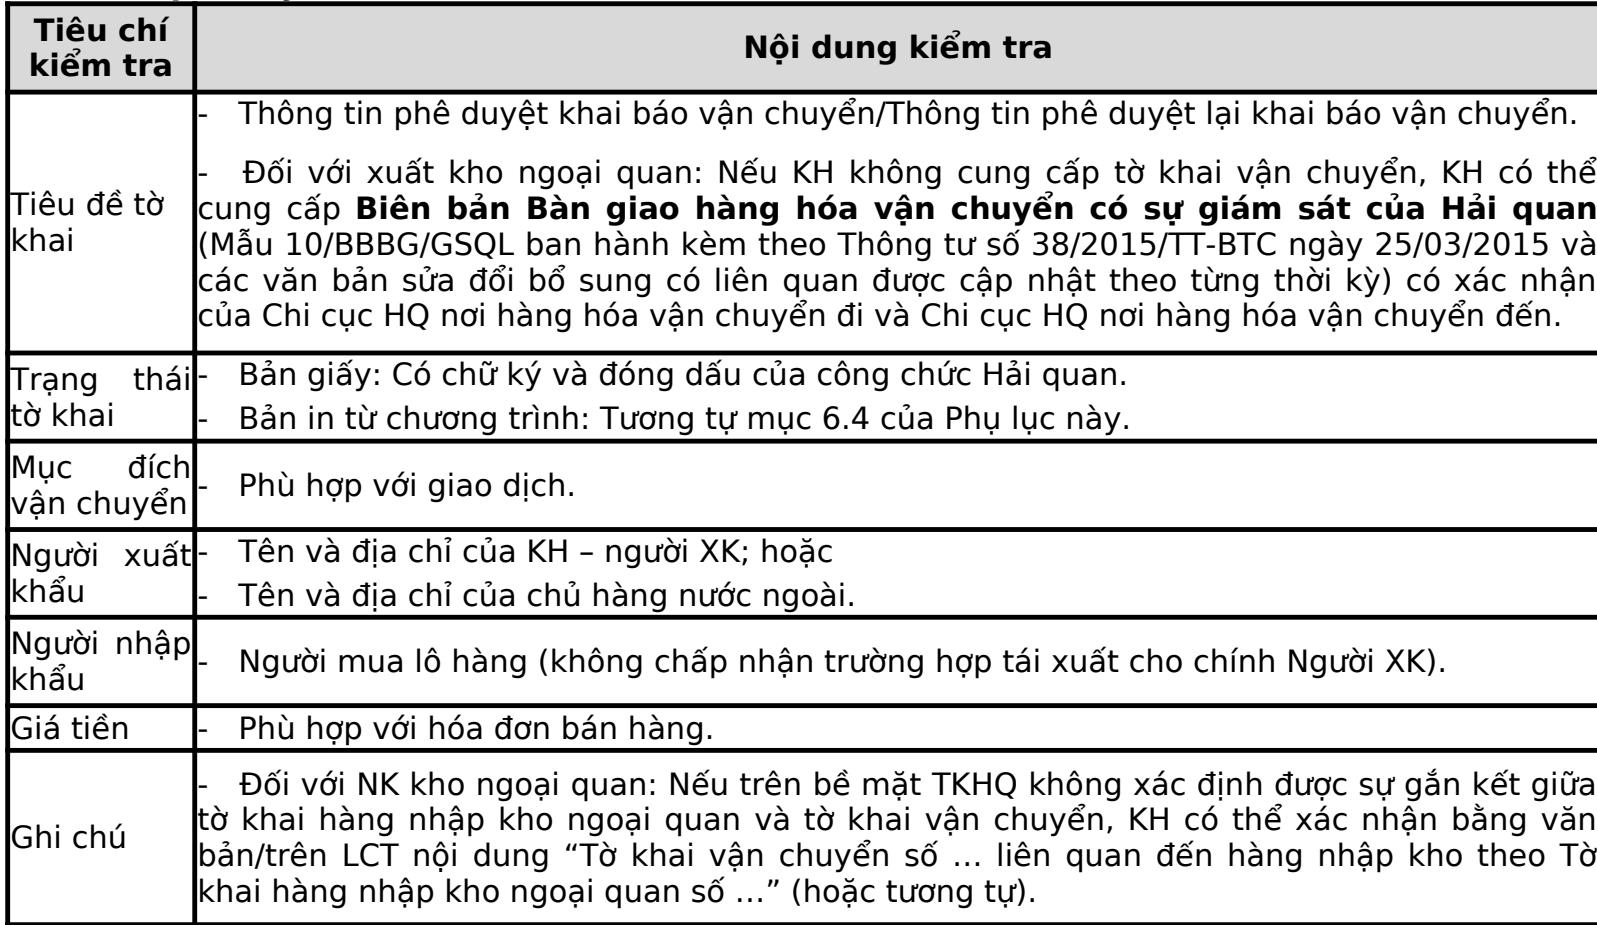 Tiêu chí
kiểm tra
Nội dung kiểm tra
Tiêu đề tờ
khai
- Thông tin phê duyệt khai báo vận chuyển/Thông tin phê duyệt lại khai báo vận chuyển.
- Đối với xuất kho ngoại quan: Nếu KH không cung cấp tờ khai vận chuyển, KH có thể
cung cấp Biên bản Bàn giao hàng hóa vận chuyển có sự giám sát của Hải quan
(Mẫu 10/BBBG/GSQL ban hành kèm theo Thông tư số 38/2015/TT-BTC ngày 25/03/2015 và
các văn bản sửa đổi bổ sung có liên quan được cập nhật theo từng thời kỳ) có xác nhận
của Chi cục HQ nơi hàng hóa vận chuyển đi và Chi cục HQ nơi hàng hóa vận chuyển đến.
Trạng thái
tờ khai
- Bản giấy: Có chữ ký và đóng dấu của công chức Hải quan.
- Bản in từ chương trình: Tương tự mục 6.4 của Phụ lục này.
Mục đích
vận chuyển
- Phù hợp với giao dịch.
Người xuất
khẩu
- Tên và địa chỉ của KH – người XK; hoặc
- Tên và địa chỉ của chủ hàng nước ngoài.
Người nhập
khẩu
- Người mua lô hàng (không chấp nhận trường hợp tái xuất cho chính Người XK).
Giá tiền
- Phù hợp với hóa đơn bán hàng.
Ghi chú
- Đối với NK kho ngoại quan: Nếu trên bề mặt TKHQ không xác định được sự gắn kết giữa
tờ khai hàng nhập kho ngoại quan và tờ khai vận chuyển, KH có thể xác nhận bằng văn
bản/trên LCT nội dung “Tờ khai vận chuyển số … liên quan đến hàng nhập kho theo Tờ
khai hàng nhập kho ngoại quan số …” (hoặc tương tự).